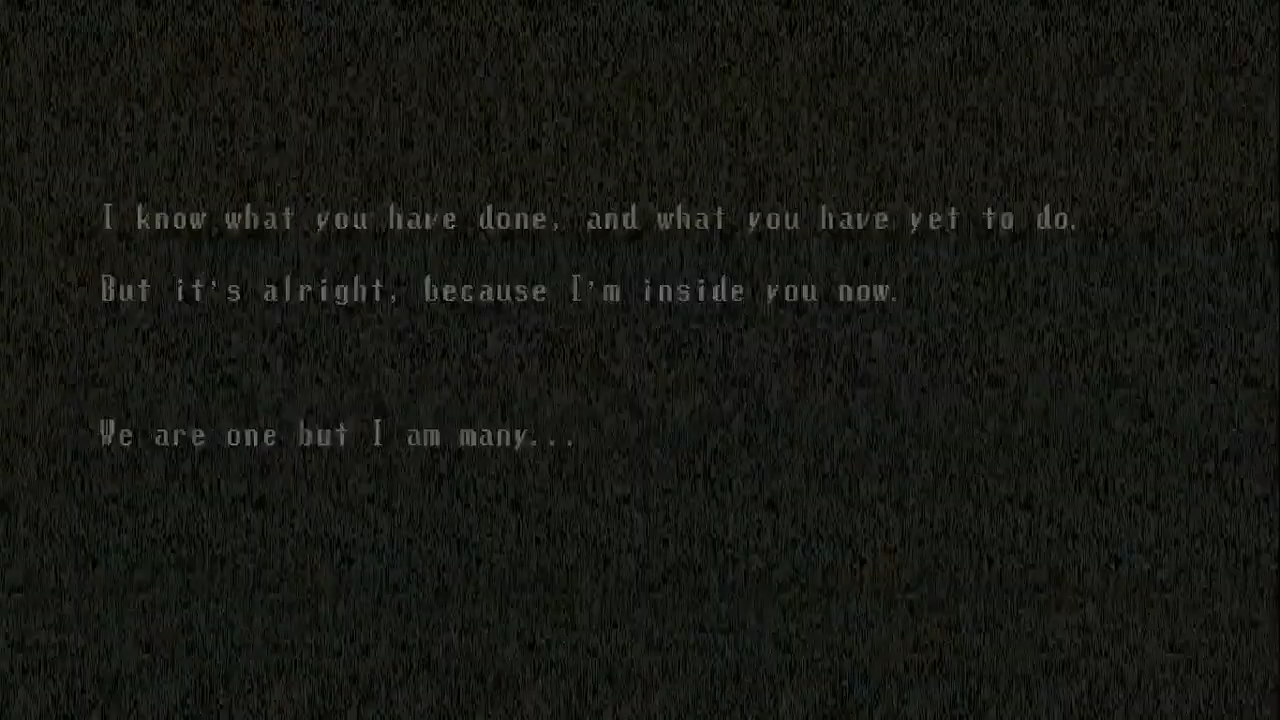 I know what you have done, and what you have yet to do.
But it's alright, because I'm inside you now.
We are one but I am many...